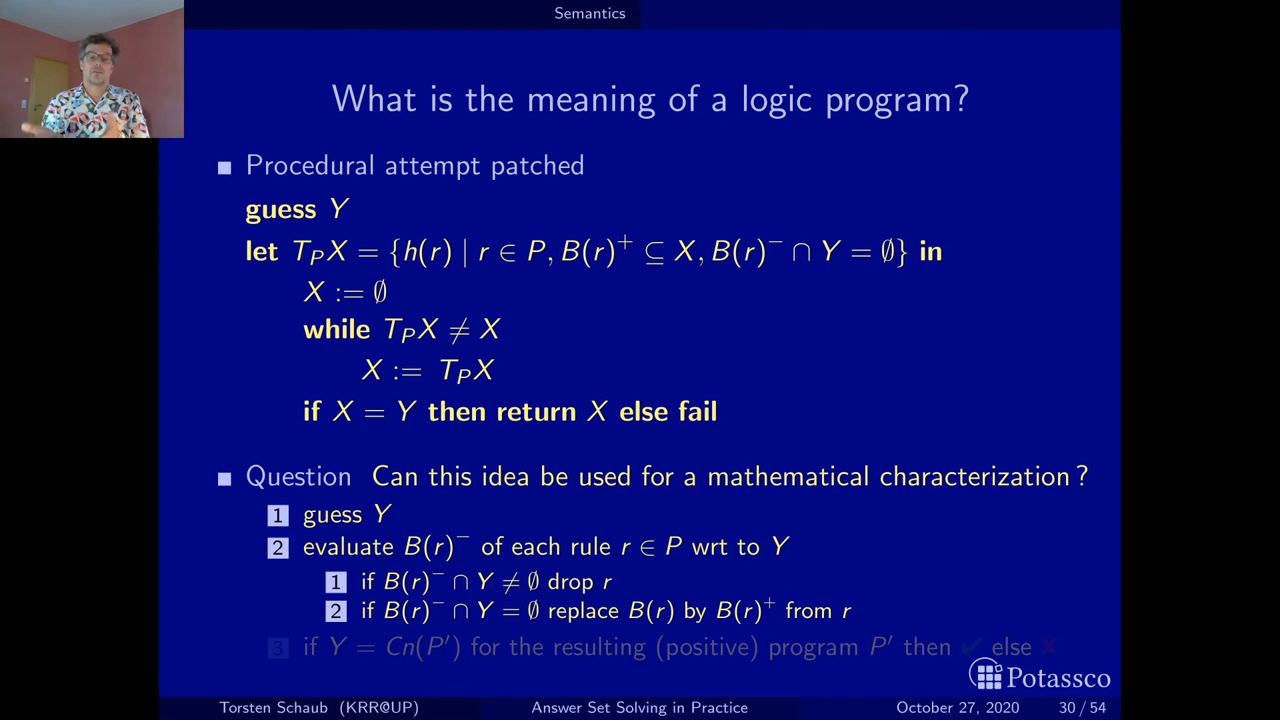 Semantics
What is the meaning of a logic program?
■ Procedural attempt patched
guess Y
let T_P X = {h(r) | r ∈ P, B(r)⁺ ⊆ X, B(r)⁻ ∩ Y = ∅} in
X := ∅
while T_P X ≠ X
X := T_P X
if X = Y then return X else fail
■ Question Can this idea be used for a mathematical characterization ?
1 guess Y
2 evaluate B(r)⁻ of each rule r ∈ P wrt to Y
1 if B(r)⁻ ∩ Y ≠ ∅ drop r
2 if B(r)⁻ ∩ Y = ∅ replace B(r) by B(r)⁺ from r
3 if Y = Cn(P′) for the resulting (positive) program P′ then ✔ else ✘
Potassco
Torsten Schaub (KRR@UP) Answer Set Solving in Practice October 27, 2020 30 / 54